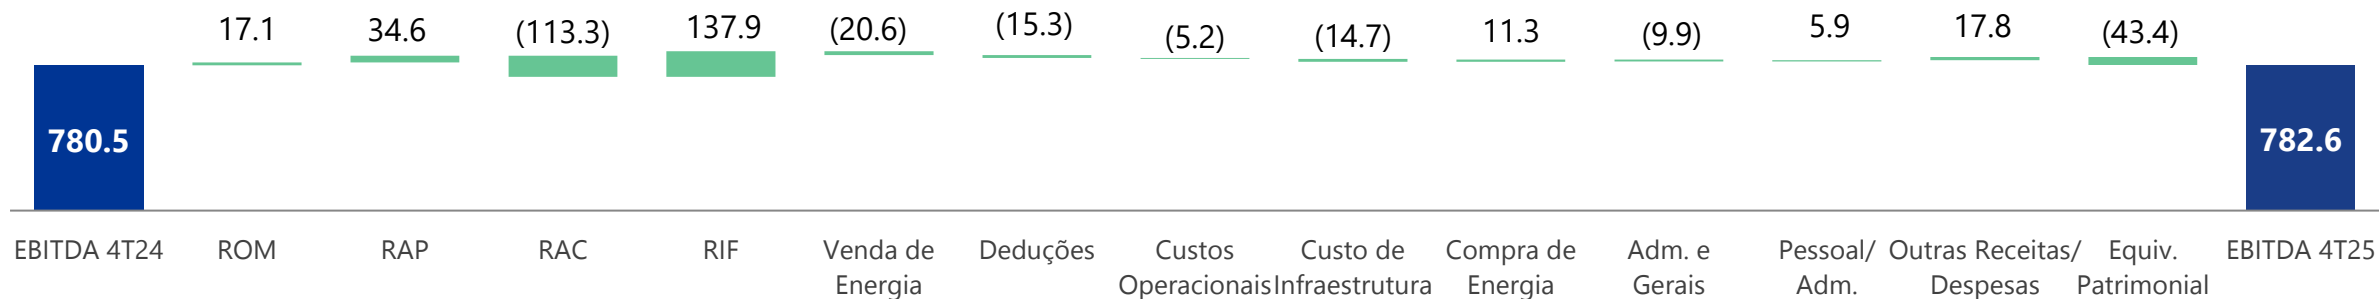 17.1 34.6 (113.3) 137.9 (20.6) (15.3) (5.2) (14.7) 11.3 (9.9) 5.9 17.8 (43.4)
780.5 782.6
EBITDA 4T24 ROM RAP RAC RIF Venda de Deduções Custos Custo de Compra de Adm. e Pessoal/ Outras Receitas/ Equiv. EBITDA 4T25
Energia Operacionais Infraestrutura Energia Gerais Adm. Despesas Patrimonial